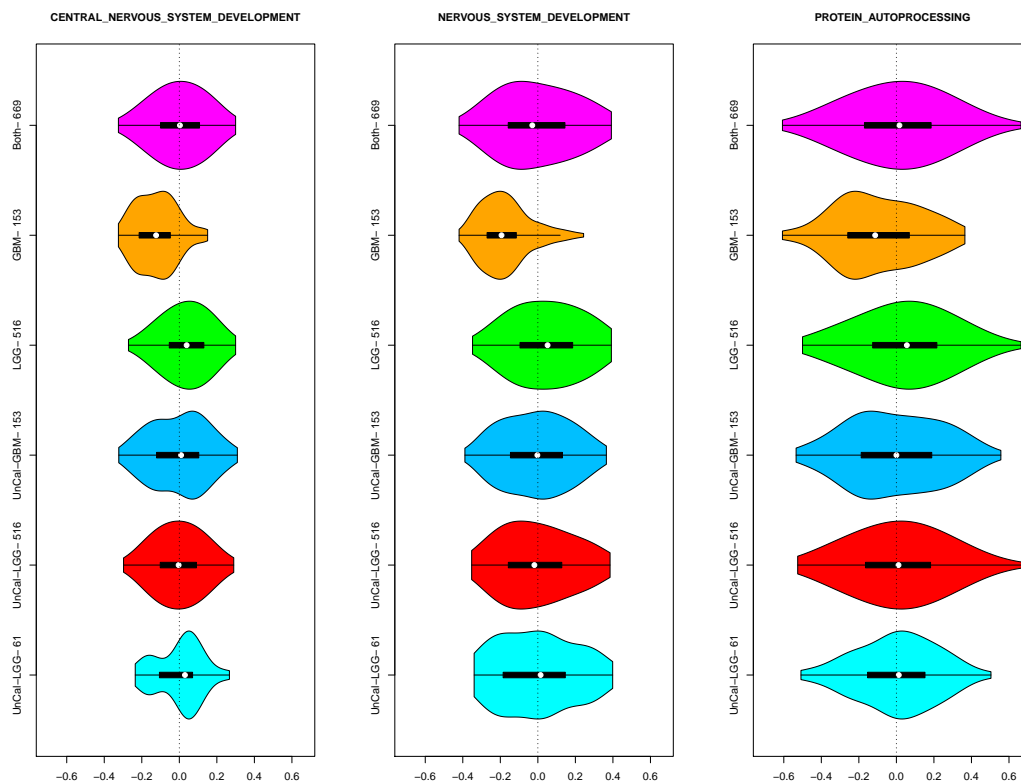 CENTRAL_NERVOUS_SYSTEM_DEVELOPMENT
Both− 669
GBM− 153
LGG− 516
UnCal−GBM− 153
UnCal−LGG− 516
UnCal−LGG− 61
−0.6 −0.4 −0.2 0.0 0.2 0.4 0.6
NERVOUS_SYSTEM_DEVELOPMENT
Both− 669
GBM− 153
LGG− 516
UnCal−GBM− 153
UnCal−LGG− 516
UnCal−LGG− 61
−0.6 −0.4 −0.2 0.0 0.2 0.4 0.6
PROTEIN_AUTOPROCESSING
Both− 669
GBM− 153
LGG− 516
UnCal−GBM− 153
UnCal−LGG− 516
UnCal−LGG− 61
−0.6 −0.4 −0.2 0.0 0.2 0.4 0.6